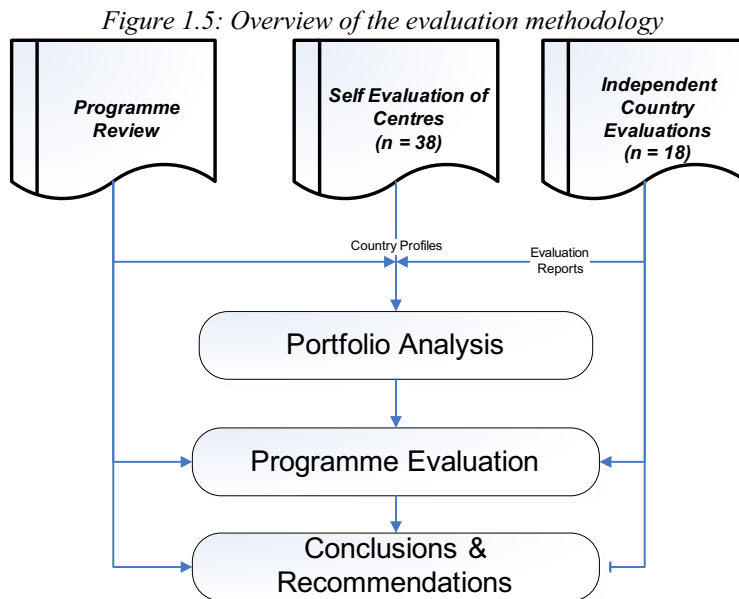 Figure 1.5: Overview of the evaluation methodology
Programme
Review
Self Evaluation of
Centres
(n = 38)
Independent
Country
Evaluations
(n = 18)
Country Profiles
Evaluation
Reports
Portfolio Analysis
Programme Evaluation
Conclusions &
Recommendations